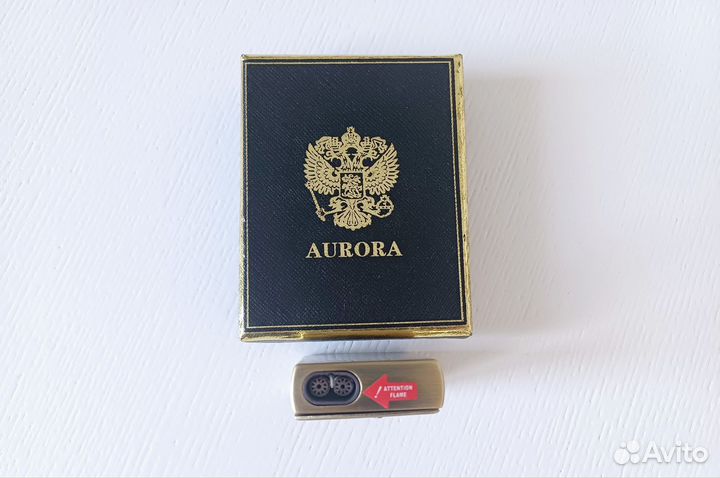 AURORA
! ATTENTION
FLAME
Avito